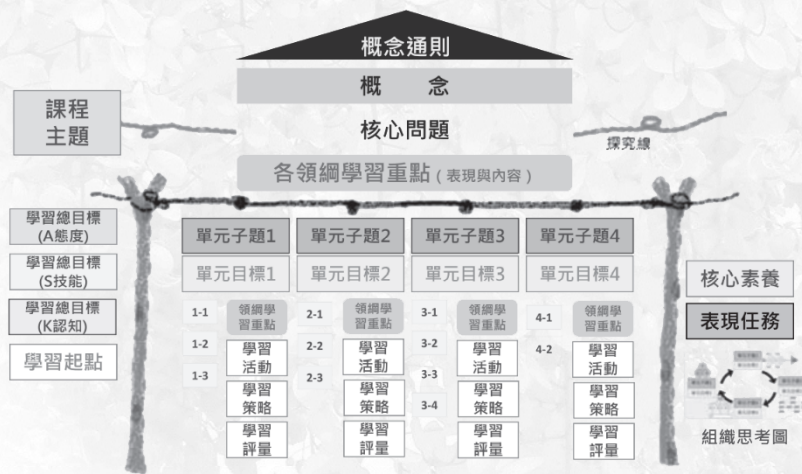 概念通則
概 念
核心問題
課程
主題
探究線
各領綱學習重點(表現與內容)
學習總目標
(A態度)
學習總目標
(S技能)
學習總目標
(K認知)
學習起點
單元子題1
單元子題2
單元子題3
單元子題4
單元目標1
單元目標2
單元目標3
單元目標4
1-1
1-2
1-3
領綱學
習重點
學習
活動
學習
策略
學習
評量
2-1
2-2
2-3
領綱學
習重點
學習
活動
學習
策略
學習
評量
3-1
3-2
3-3
3-4
領綱學
習重點
學習
活動
學習
策略
學習
評量
4-1
4-2
領綱學
習重點
學習
活動
學習
策略
學習
評量
核心素養
表現任務
組織思考圖